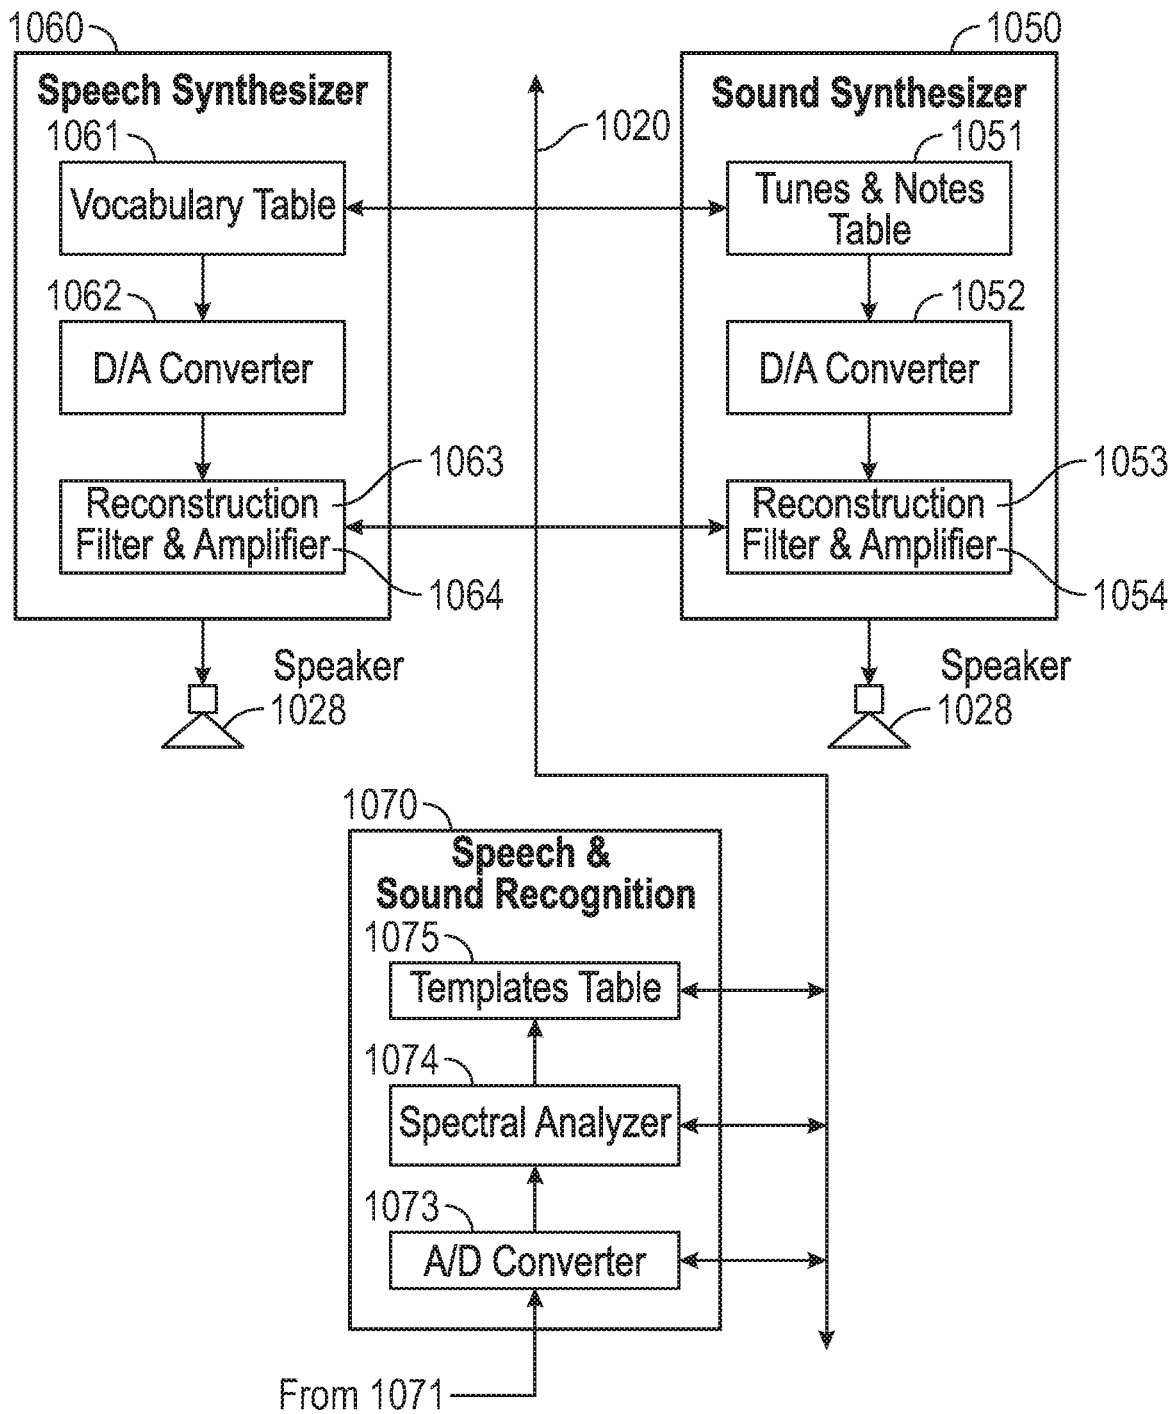 1060
Speech Synthesizer
1061
Vocabulary Table
1062
D/A Converter
1063
Reconstruction
Filter & Amplifier
1064
Speaker
1028
1020
1050
Sound Synthesizer
1051
Tunes & Notes
Table
1052
D/A Converter
1053
Reconstruction
Filter & Amplifier
1054
Speaker
1028
1070
Speech &
Sound Recognition
1075
Templates Table
1074
Spectral Analyzer
1073
A/D Converter
From 1071